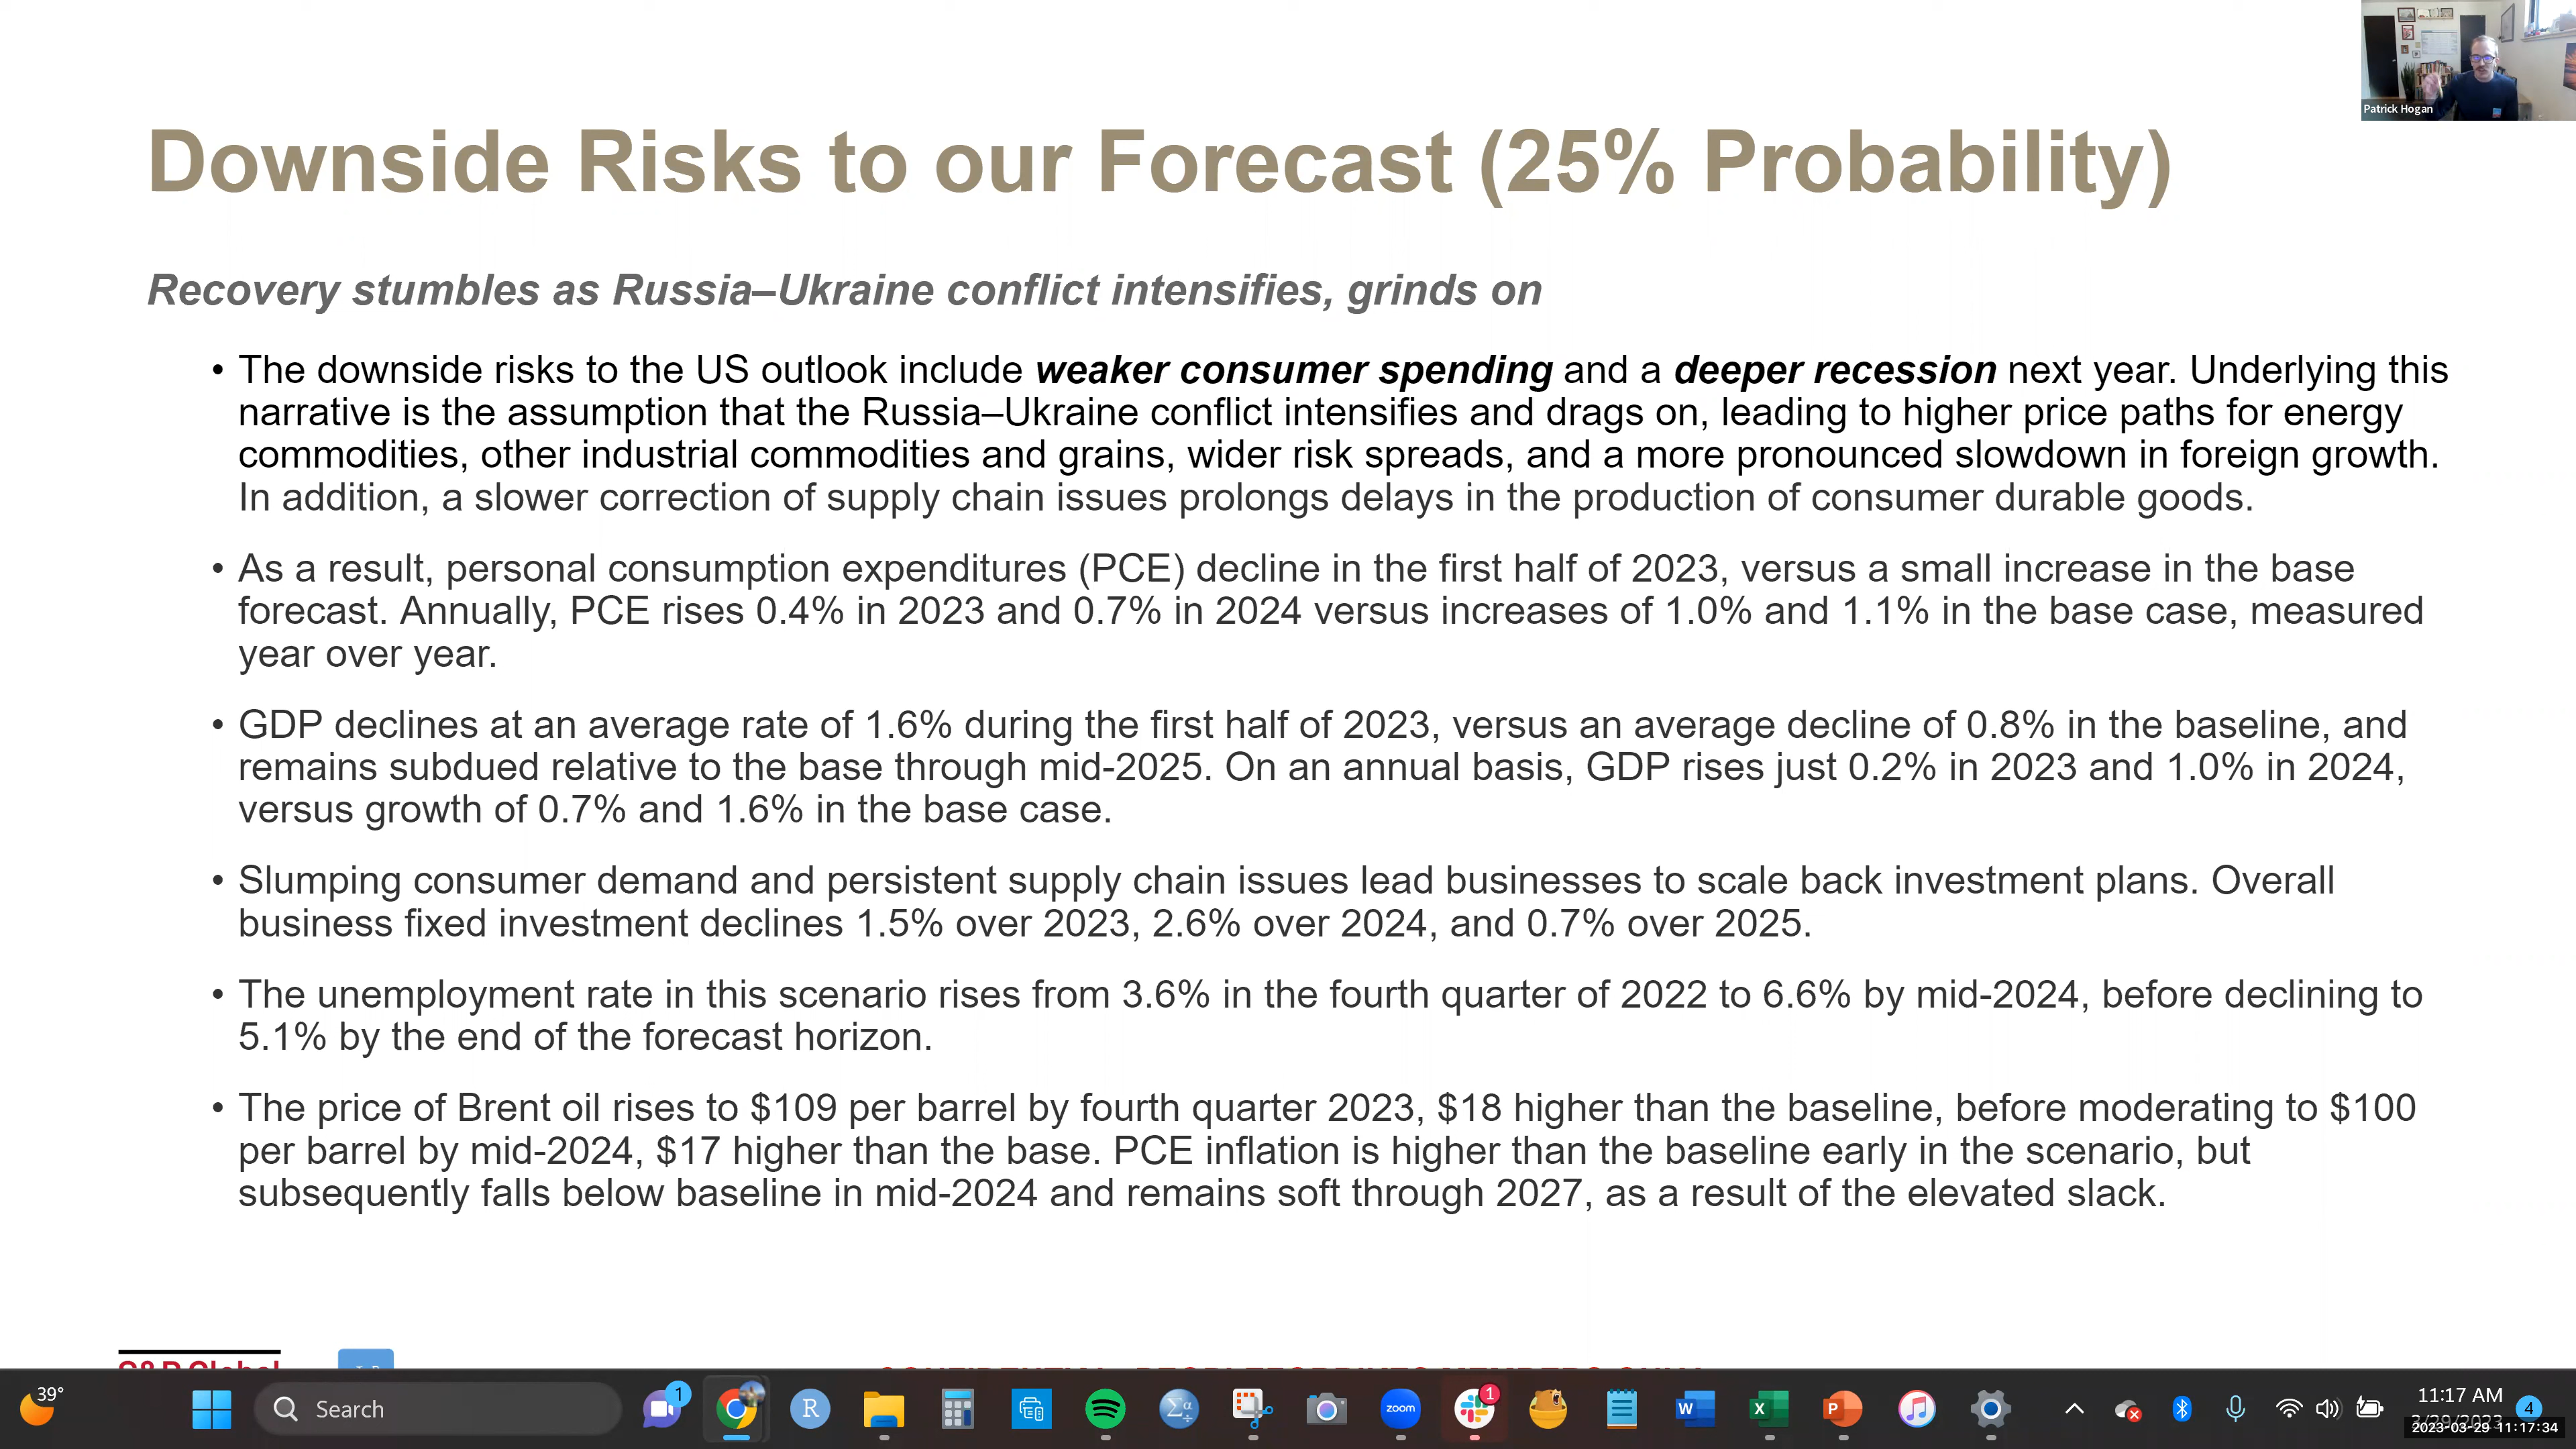 Patrick Hogan
Downside Risks to our Forecast (25% Probability)
Recovery stumbles as Russia–Ukraine conflict intensifies, grinds on
• The downside risks to the US outlook include weaker consumer spending and a deeper recession next year. Underlying this
narrative is the assumption that the Russia–Ukraine conflict intensifies and drags on, leading to higher price paths for energy
commodities, other industrial commodities and grains, wider risk spreads, and a more pronounced slowdown in foreign growth.
In addition, a slower correction of supply chain issues prolongs delays in the production of consumer durable goods.
• As a result, personal consumption expenditures (PCE) decline in the first half of 2023, versus a small increase in the base
forecast. Annually, PCE rises 0.4% in 2023 and 0.7% in 2024 versus increases of 1.0% and 1.1% in the base case, measured
year over year.
• GDP declines at an average rate of 1.6% during the first half of 2023, versus an average decline of 0.8% in the baseline, and
remains subdued relative to the base through mid-2025. On an annual basis, GDP rises just 0.2% in 2023 and 1.0% in 2024,
versus growth of 0.7% and 1.6% in the base case.
• Slumping consumer demand and persistent supply chain issues lead businesses to scale back investment plans. Overall
business fixed investment declines 1.5% over 2023, 2.6% over 2024, and 0.7% over 2025.
• The unemployment rate in this scenario rises from 3.6% in the fourth quarter of 2022 to 6.6% by mid-2024, before declining to
5.1% by the end of the forecast horizon.
• The price of Brent oil rises to $109 per barrel by fourth quarter 2023, $18 higher than the baseline, before moderating to $100
per barrel by mid-2024, $17 higher than the base. PCE inflation is higher than the baseline early in the scenario, but
subsequently falls below baseline in mid-2024 and remains soft through 2027, as a result of the elevated slack.
S&P Global
39°
Search
1
R
zoom
1
W
X
P
11:17 AM
3/29/2023
4
2023-03-29 11:17:34